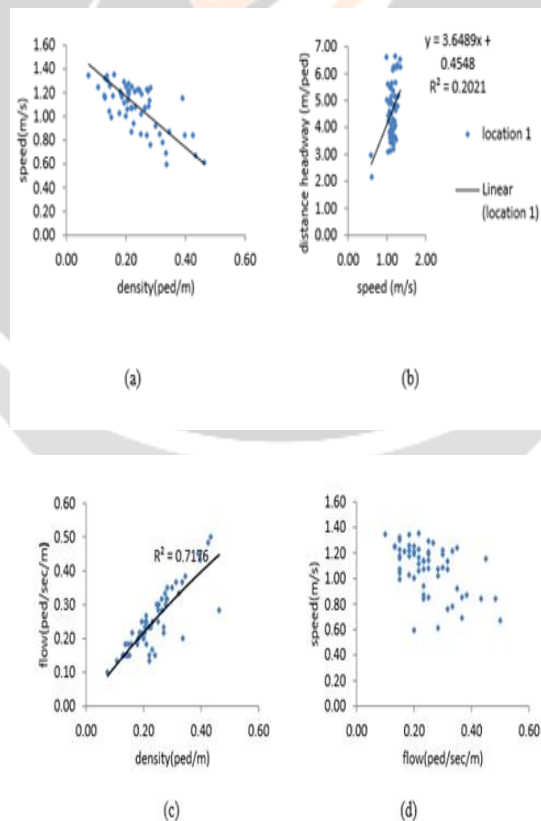 1.60
1.40
1.20
1.00
0.80
0.60
0.40
0.20
0.00
speed(m/s)
0.00 0.20 0.40 0.60
density(ped/m)
(a)
y = 3.6489x +
0.4548
R² = 0.2021
7.00
6.00
5.00
4.00
3.00
2.00
1.00
0.00
distance headway (m/ped)
0.00 1.00 2.00
speed (m/s)
location 1
Linear
(location 1)
(b)
0.60
0.50
0.40
0.30
0.20
0.10
0.00
flow(ped/sec/m)
R² = 0.7176
0.00 0.20 0.40 0.60
density(ped/m)
(c)
1.60
1.40
1.20
1.00
0.80
0.60
0.40
0.20
0.00
speed(m/s)
0.00 0.20 0.40 0.60
flow(ped/sec/m)
(d)